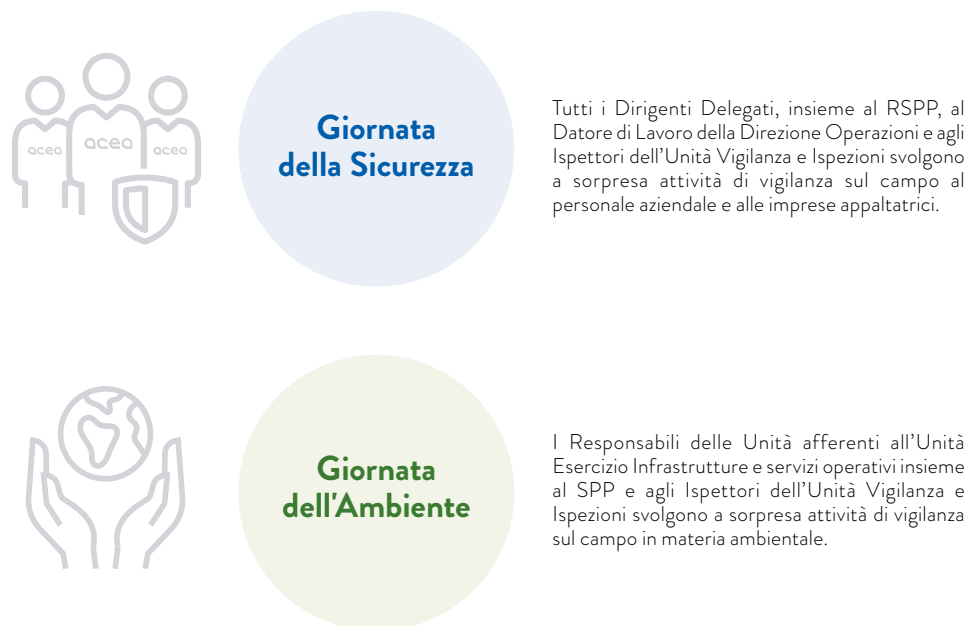 acea
acea
acea
Giornata
della Sicurezza
Tutti i Dirigenti Delegati, insieme al RSPP, al
Datore di Lavoro della Direzione Operazioni e agli
Ispettori dell'Unità Vigilanza e Ispezioni svolgono
a sorpresa attività di vigilanza sul campo al
personale aziendale e alle imprese appaltatrici.
Giornata
dell'Ambiente
I Responsabili delle Unità afferenti all'Unità
Esercizio Infrastrutture e servizi operativi insieme
al SPP e agli Ispettori dell'Unità Vigilanza e
Ispezioni svolgono a sorpresa attività di vigilanza
sul campo in materia ambientale.